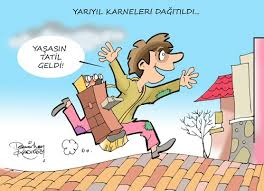 YARIYIL KARNELERİ DAĞITILDI...
YAŞASIN
TATİL
GELDİ!